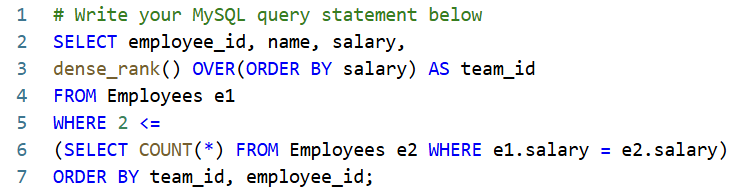 1 # Write your MySQL query statement below
2 SELECT employee_id, name, salary,
3 dense_rank() OVER(ORDER BY salary) AS team_id
4 FROM Employees e1
5 WHERE 2 <=
6 (SELECT COUNT(*) FROM Employees e2 WHERE e1.salary = e2.salary)
7 ORDER BY team_id, employee_id;